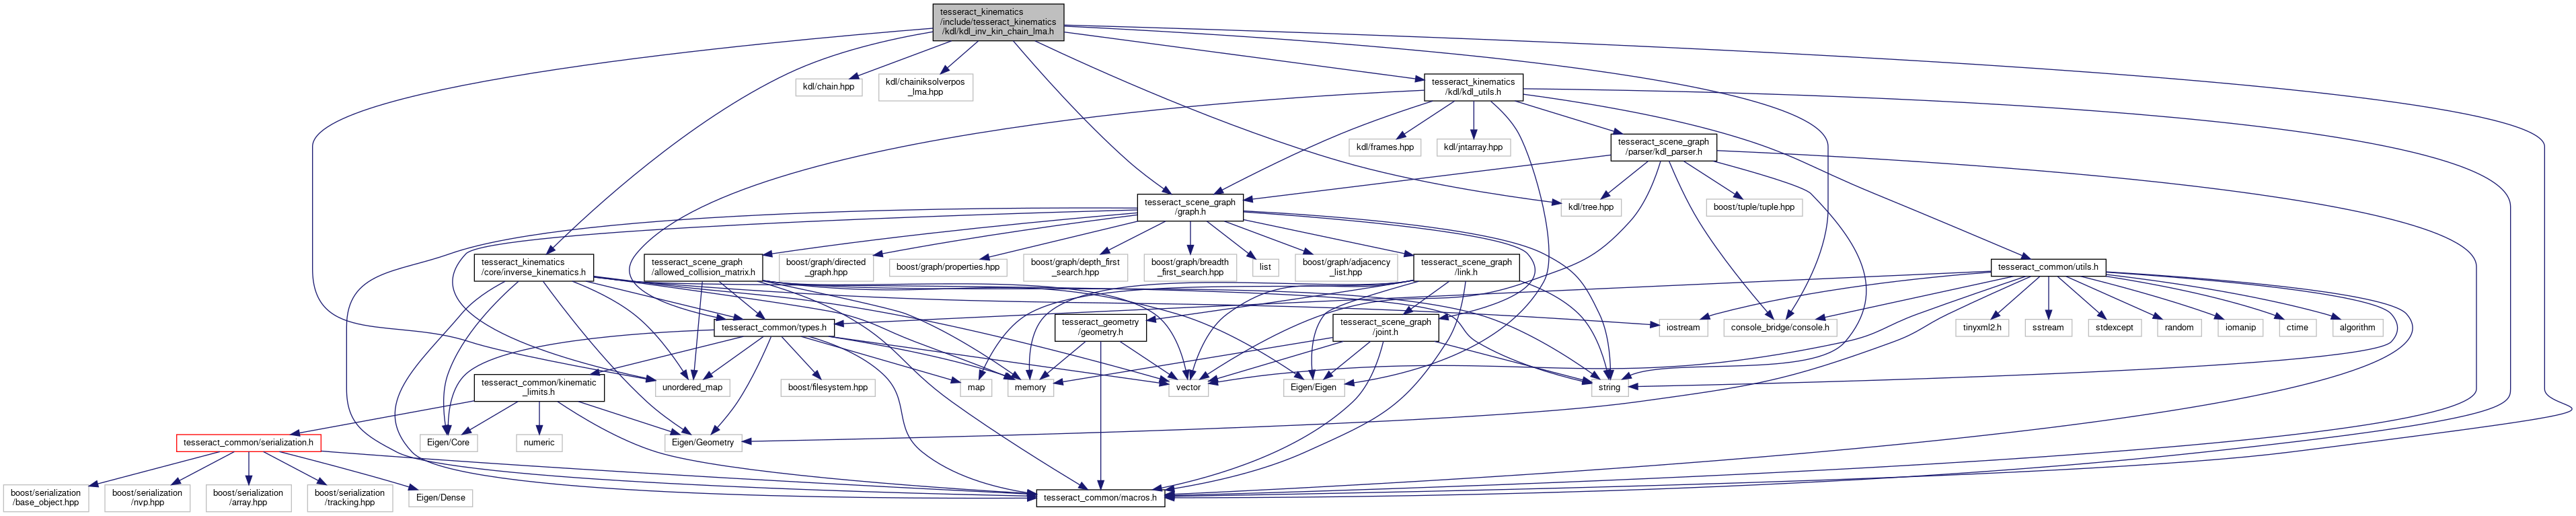 tesseract_kinematics
/include/tesseract_kinematics
/kdl/kdl_inv_kin_chain_lma.h
kdl/chain.hpp
kdl/chainiksolverpos
_lma.hpp
tesseract_kinematics
/kdl/kdl_utils.h
kdl/frames.hpp
kdl/jntarray.hpp
tesseract_scene_graph
/parser/kdl_parser.h
tesseract_scene_graph
/graph.h
kdl/tree.hpp
boost/tuple/tuple.hpp
tesseract_kinematics
/core/inverse_kinematics.h
tesseract_scene_graph
/allowed_collision_matrix.h
boost/graph/directed
_graph.hpp
boost/graph/properties.hpp
boost/graph/depth_first
_search.hpp
boost/graph/breadth
_first_search.hpp
list
boost/graph/adjacency
_list.hpp
tesseract_scene_graph
/link.h
tesseract_common/utils.h
tesseract_common/types.h
tesseract_geometry
/geometry.h
tesseract_scene_graph
/joint.h
iostream
console_bridge/console.h
tinyxml2.h
sstream
stdexcept
random
iomanip
ctime
algorithm
tesseract_common/kinematic
_limits.h
unordered_map
boost/filesystem.hpp
map
memory
vector
Eigen/Eigen
string
tesseract_common/serialization.h
Eigen/Core
numeric
Eigen/Geometry
boost/serialization
/base_object.hpp
boost/serialization
/nvp.hpp
boost/serialization
/array.hpp
boost/serialization
/tracking.hpp
Eigen/Dense
tesseract_common/macros.h